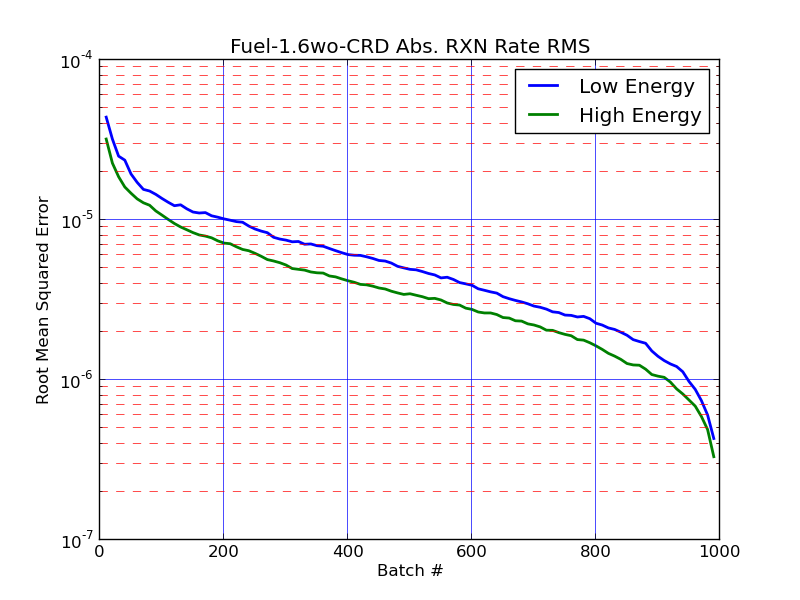 Fuel-1.6wo-CRD Abs. RXN Rate RMS
Low Energy
High Energy
Root Mean Squared Error
10^-4
10^-5
10^-6
10^-7
0 200 400 600 800 1000
Batch #